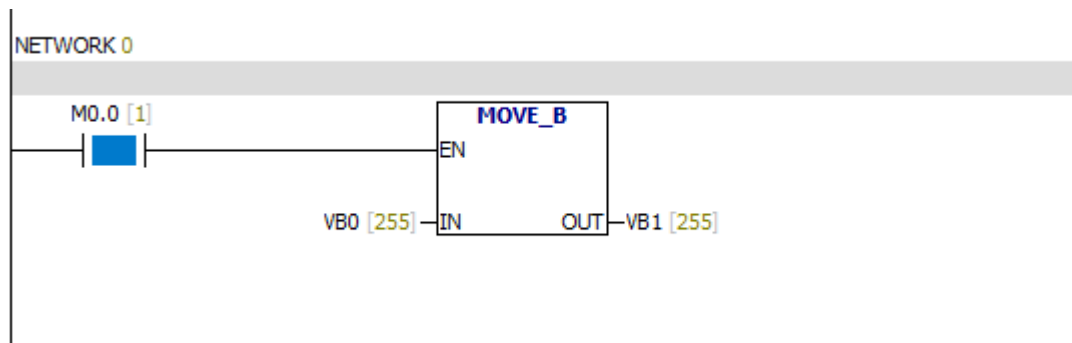 NETWORK 0
M0.0 [1]
MOVE_B
EN
VB0 [255] IN OUT VB1 [255]